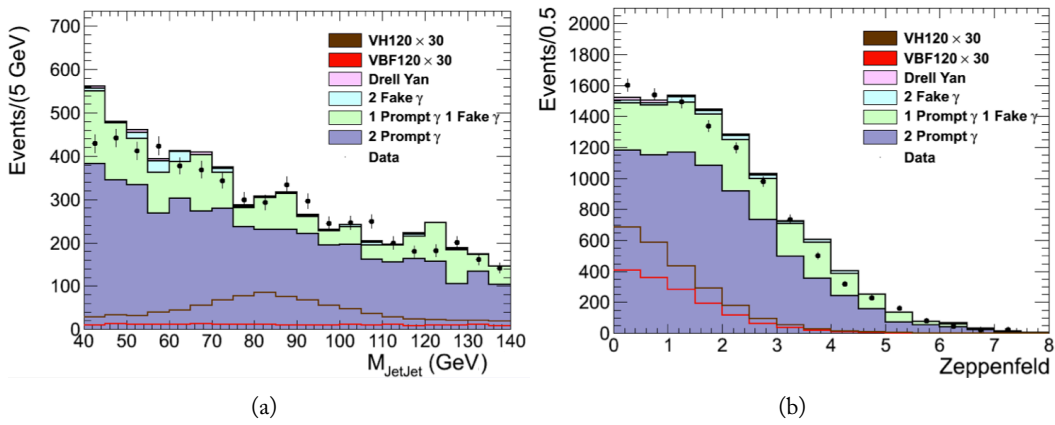 Events/(5 GeV)
700
600
500
400
300
200
100
0
VH120 × 30
VBF120 × 30
Drell Yan
2 Fake γ
1 Prompt γ 1 Fake γ
2 Prompt γ
Data
40 50 60 70 80 90 100 110 120 130 140
M_JetJet (GeV)
(a)
Events/0.5
2000
1800
1600
1400
1200
1000
800
600
400
200
0
VH120 × 30
VBF120 × 30
Drell Yan
2 Fake γ
1 Prompt γ 1 Fake γ
2 Prompt γ
Data
0 1 2 3 4 5 6 7 8
Zeppenfeld
(b)